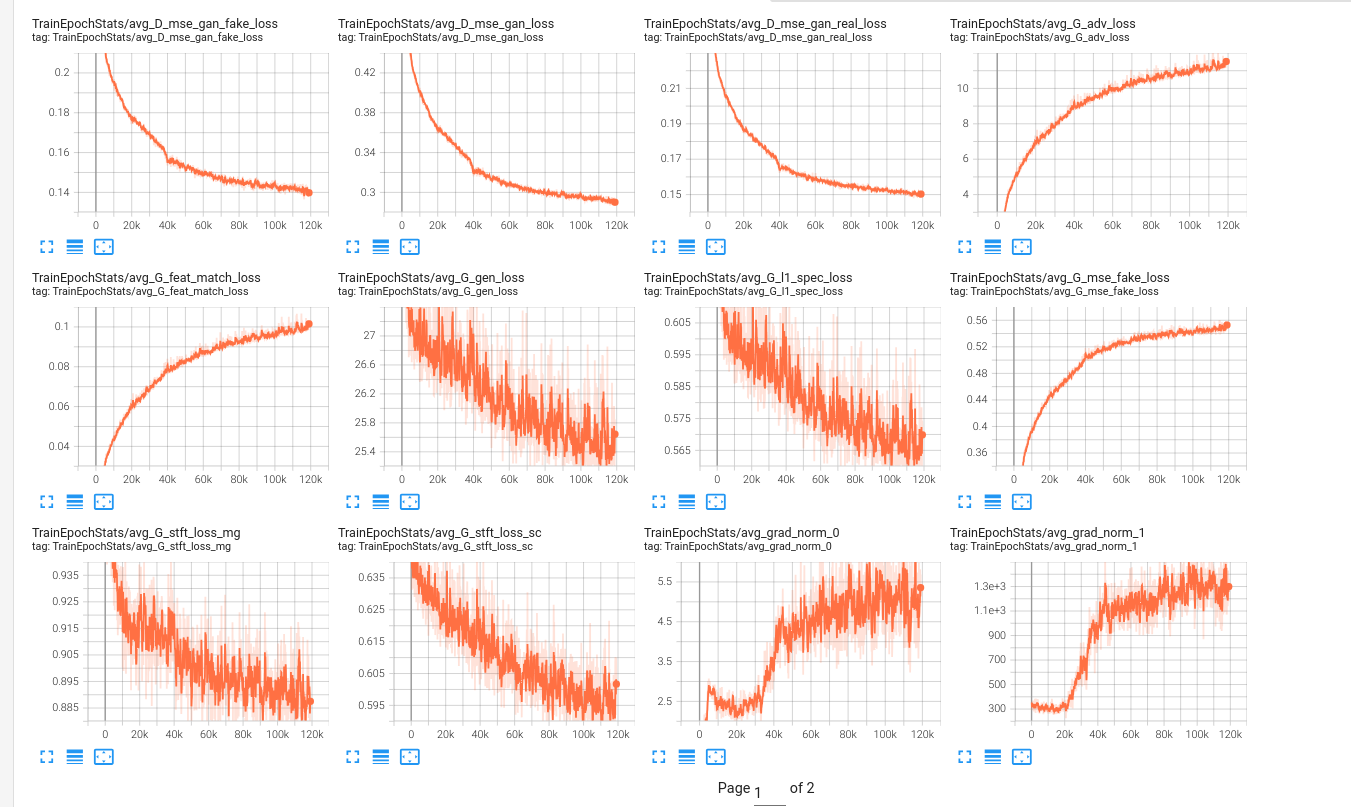 TrainEpochStats/avg_D_mse_gan_fake_loss
tag: TrainEpochStats/avg_D_mse_gan_fake_loss
0.2
0.18
0.16
0.14
0 20k 40k 60k 80k 100k 120k
TrainEpochStats/avg_D_mse_gan_loss
tag: TrainEpochStats/avg_D_mse_gan_loss
0.42
0.38
0.34
0.3
0 20k 40k 60k 80k 100k 120k
TrainEpochStats/avg_D_mse_gan_real_loss
tag: TrainEpochStats/avg_D_mse_gan_real_loss
0.21
0.19
0.17
0.15
0 20k 40k 60k 80k 100k 120k
TrainEpochStats/avg_G_adv_loss
tag: TrainEpochStats/avg_G_adv_loss
10
8
6
4
0 20k 40k 60k 80k 100k 120k
TrainEpochStats/avg_G_feat_match_loss
tag: TrainEpochStats/avg_G_feat_match_loss
0.1
0.08
0.06
0.04
0 20k 40k 60k 80k 100k 120k
TrainEpochStats/avg_G_gen_loss
tag: TrainEpochStats/avg_G_gen_loss
27
26.6
26.2
25.8
25.4
0 20k 40k 60k 80k 100k 120k
TrainEpochStats/avg_G_l1_spec_loss
tag: TrainEpochStats/avg_G_l1_spec_loss
0.605
0.595
0.585
0.575
0.565
0 20k 40k 60k 80k 100k 120k
TrainEpochStats/avg_G_mse_fake_loss
tag: TrainEpochStats/avg_G_mse_fake_loss
0.56
0.52
0.48
0.44
0.4
0.36
0 20k 40k 60k 80k 100k 120k
TrainEpochStats/avg_G_stft_loss_mg
tag: TrainEpochStats/avg_G_stft_loss_mg
0.935
0.925
0.915
0.905
0.895
0.885
0 20k 40k 60k 80k 100k 120k
TrainEpochStats/avg_G_stft_loss_sc
tag: TrainEpochStats/avg_G_stft_loss_sc
0.635
0.625
0.615
0.605
0.595
0 20k 40k 60k 80k 100k 120k
TrainEpochStats/avg_grad_norm_0
tag: TrainEpochStats/avg_grad_norm_0
5.5
4.5
3.5
2.5
0 20k 40k 60k 80k 100k 120k
TrainEpochStats/avg_grad_norm_1
tag: TrainEpochStats/avg_grad_norm_1
1.3e+3
1.1e+3
900
700
500
300
0 20k 40k 60k 80k 100k 120k
Page 1 of 2